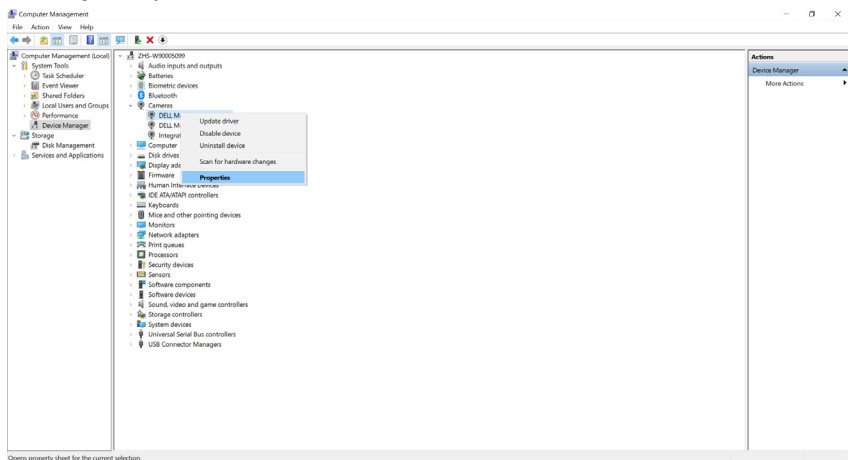 Computer Management
File Action View Help
Computer Management (Local)
System Tools
Task Scheduler
Event Viewer
Shared Folders
Local Users and Groups
Performance
Device Manager
Storage
Disk Management
Services and Applications
ZHS-W90005099
Audio inputs and outputs
Batteries
Biometric devices
Bluetooth
Cameras
DELL M
DELL M
Integrat
Computer
Disk drives
Display ada
Firmware
Human Interface Devices
IDE ATA/ATAPI controllers
Keyboards
Mice and other pointing devices
Monitors
Network adapters
Print queues
Processors
Security devices
Sensors
Software components
Software devices
Sound, video and game controllers
Storage controllers
System devices
Universal Serial Bus controllers
USB Connector Managers
Update driver
Disable device
Uninstall device
Scan for hardware changes
Properties
Actions
Device Manager
More Actions
Opens property sheet for the current selection.